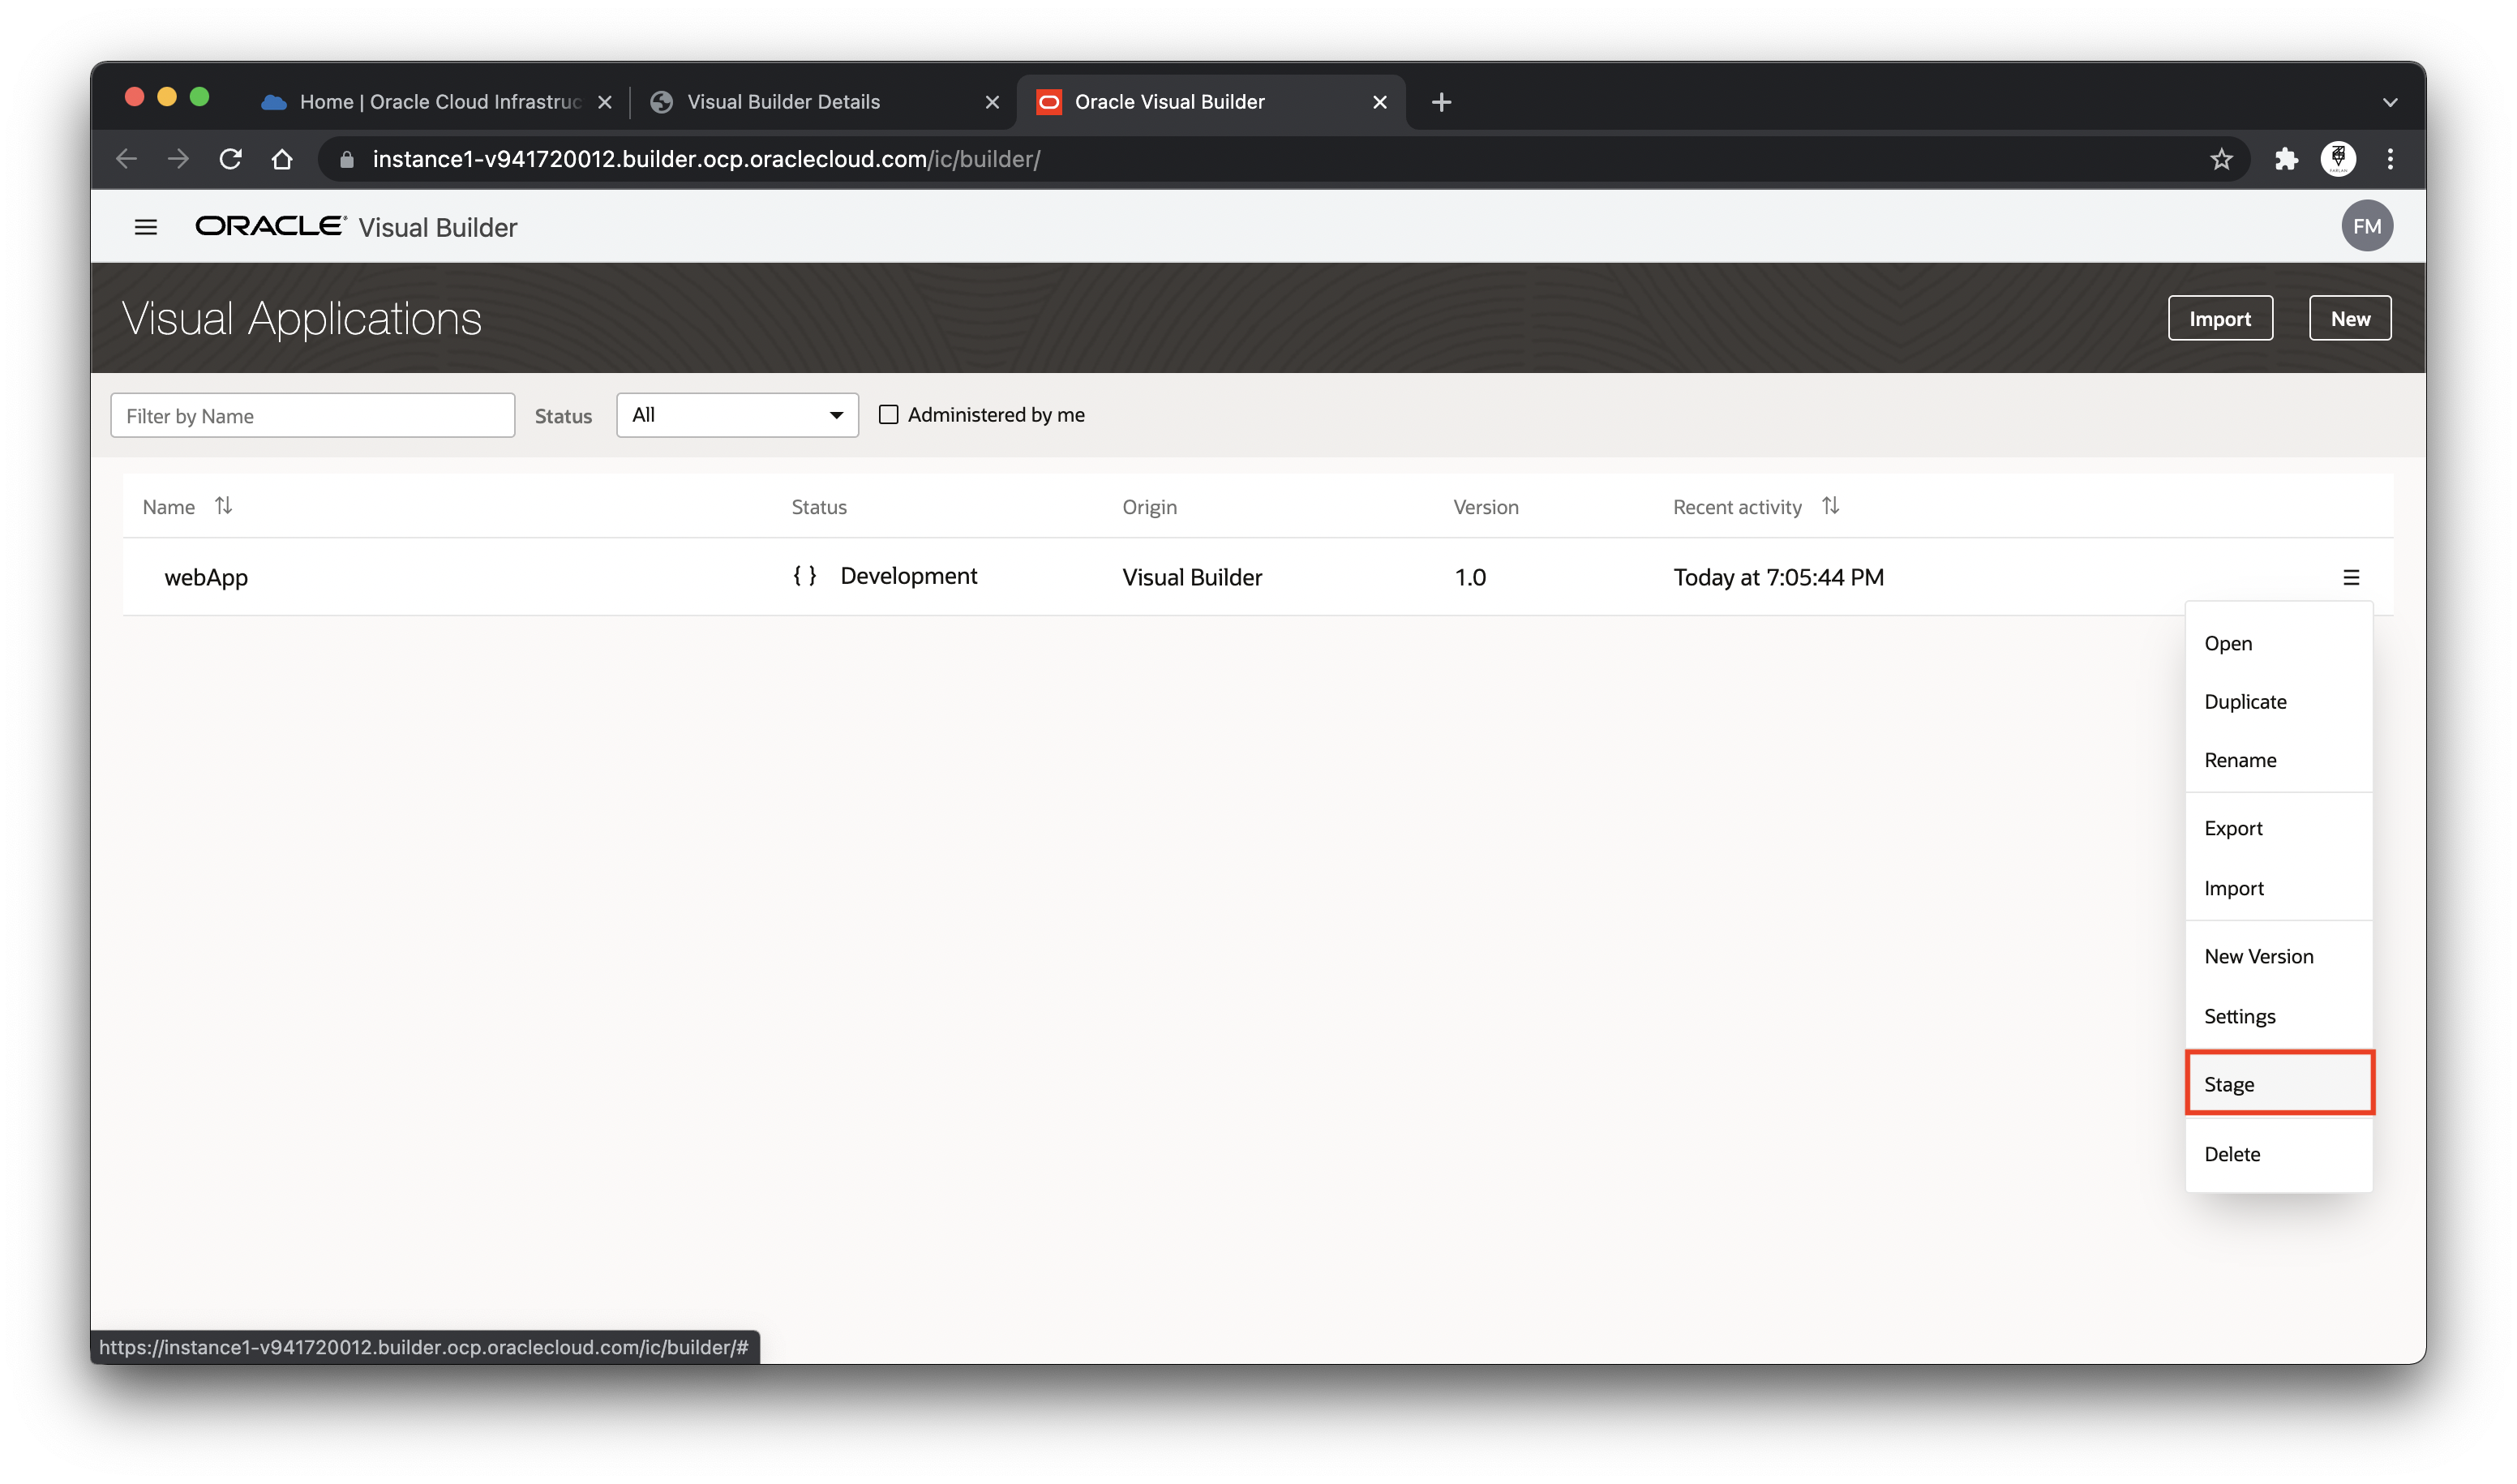 Home | Oracle Cloud Infrastruc
Visual Builder Details
Oracle Visual Builder
instance1-v941720012.builder.ocp.oraclecloud.com/ic/builder/
ORACLE Visual Builder
FM
Visual Applications
Import
New
Filter by Name
Status
All
Administered by me
Name
Status
Origin
Version
Recent activity
webApp
{ } Development
Visual Builder
1.0
Today at 7:05:44 PM
Open
Duplicate
Rename
Export
Import
New Version
Settings
Stage
Delete
https://instance1-v941720012.builder.ocp.oraclecloud.com/ic/builder/#